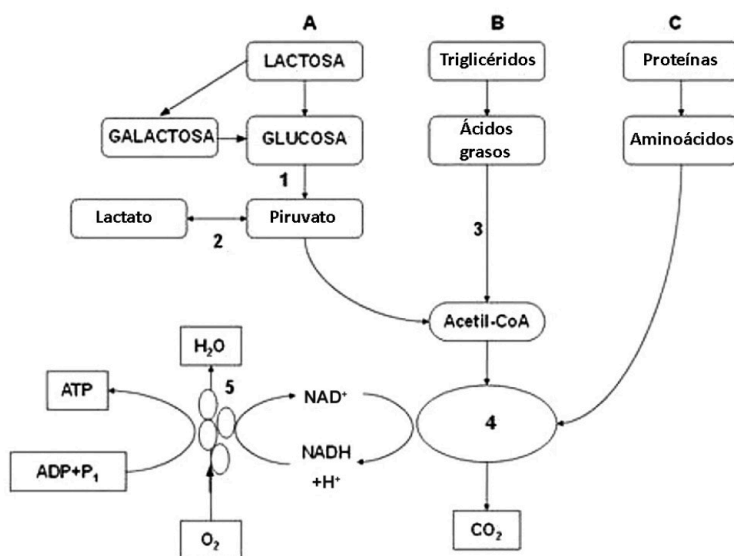 A B C
LACTOSA Triglicéridos Proteínas
GALACTOSA GLUCOSA Ácidos grasos Aminoácidos
1
Lactato Piruvato
2 3
Acetil-CoA
H₂O
ATP 5 NAD⁺ 4
ADP+P₁ NADH
+H⁺
O₂ CO₂